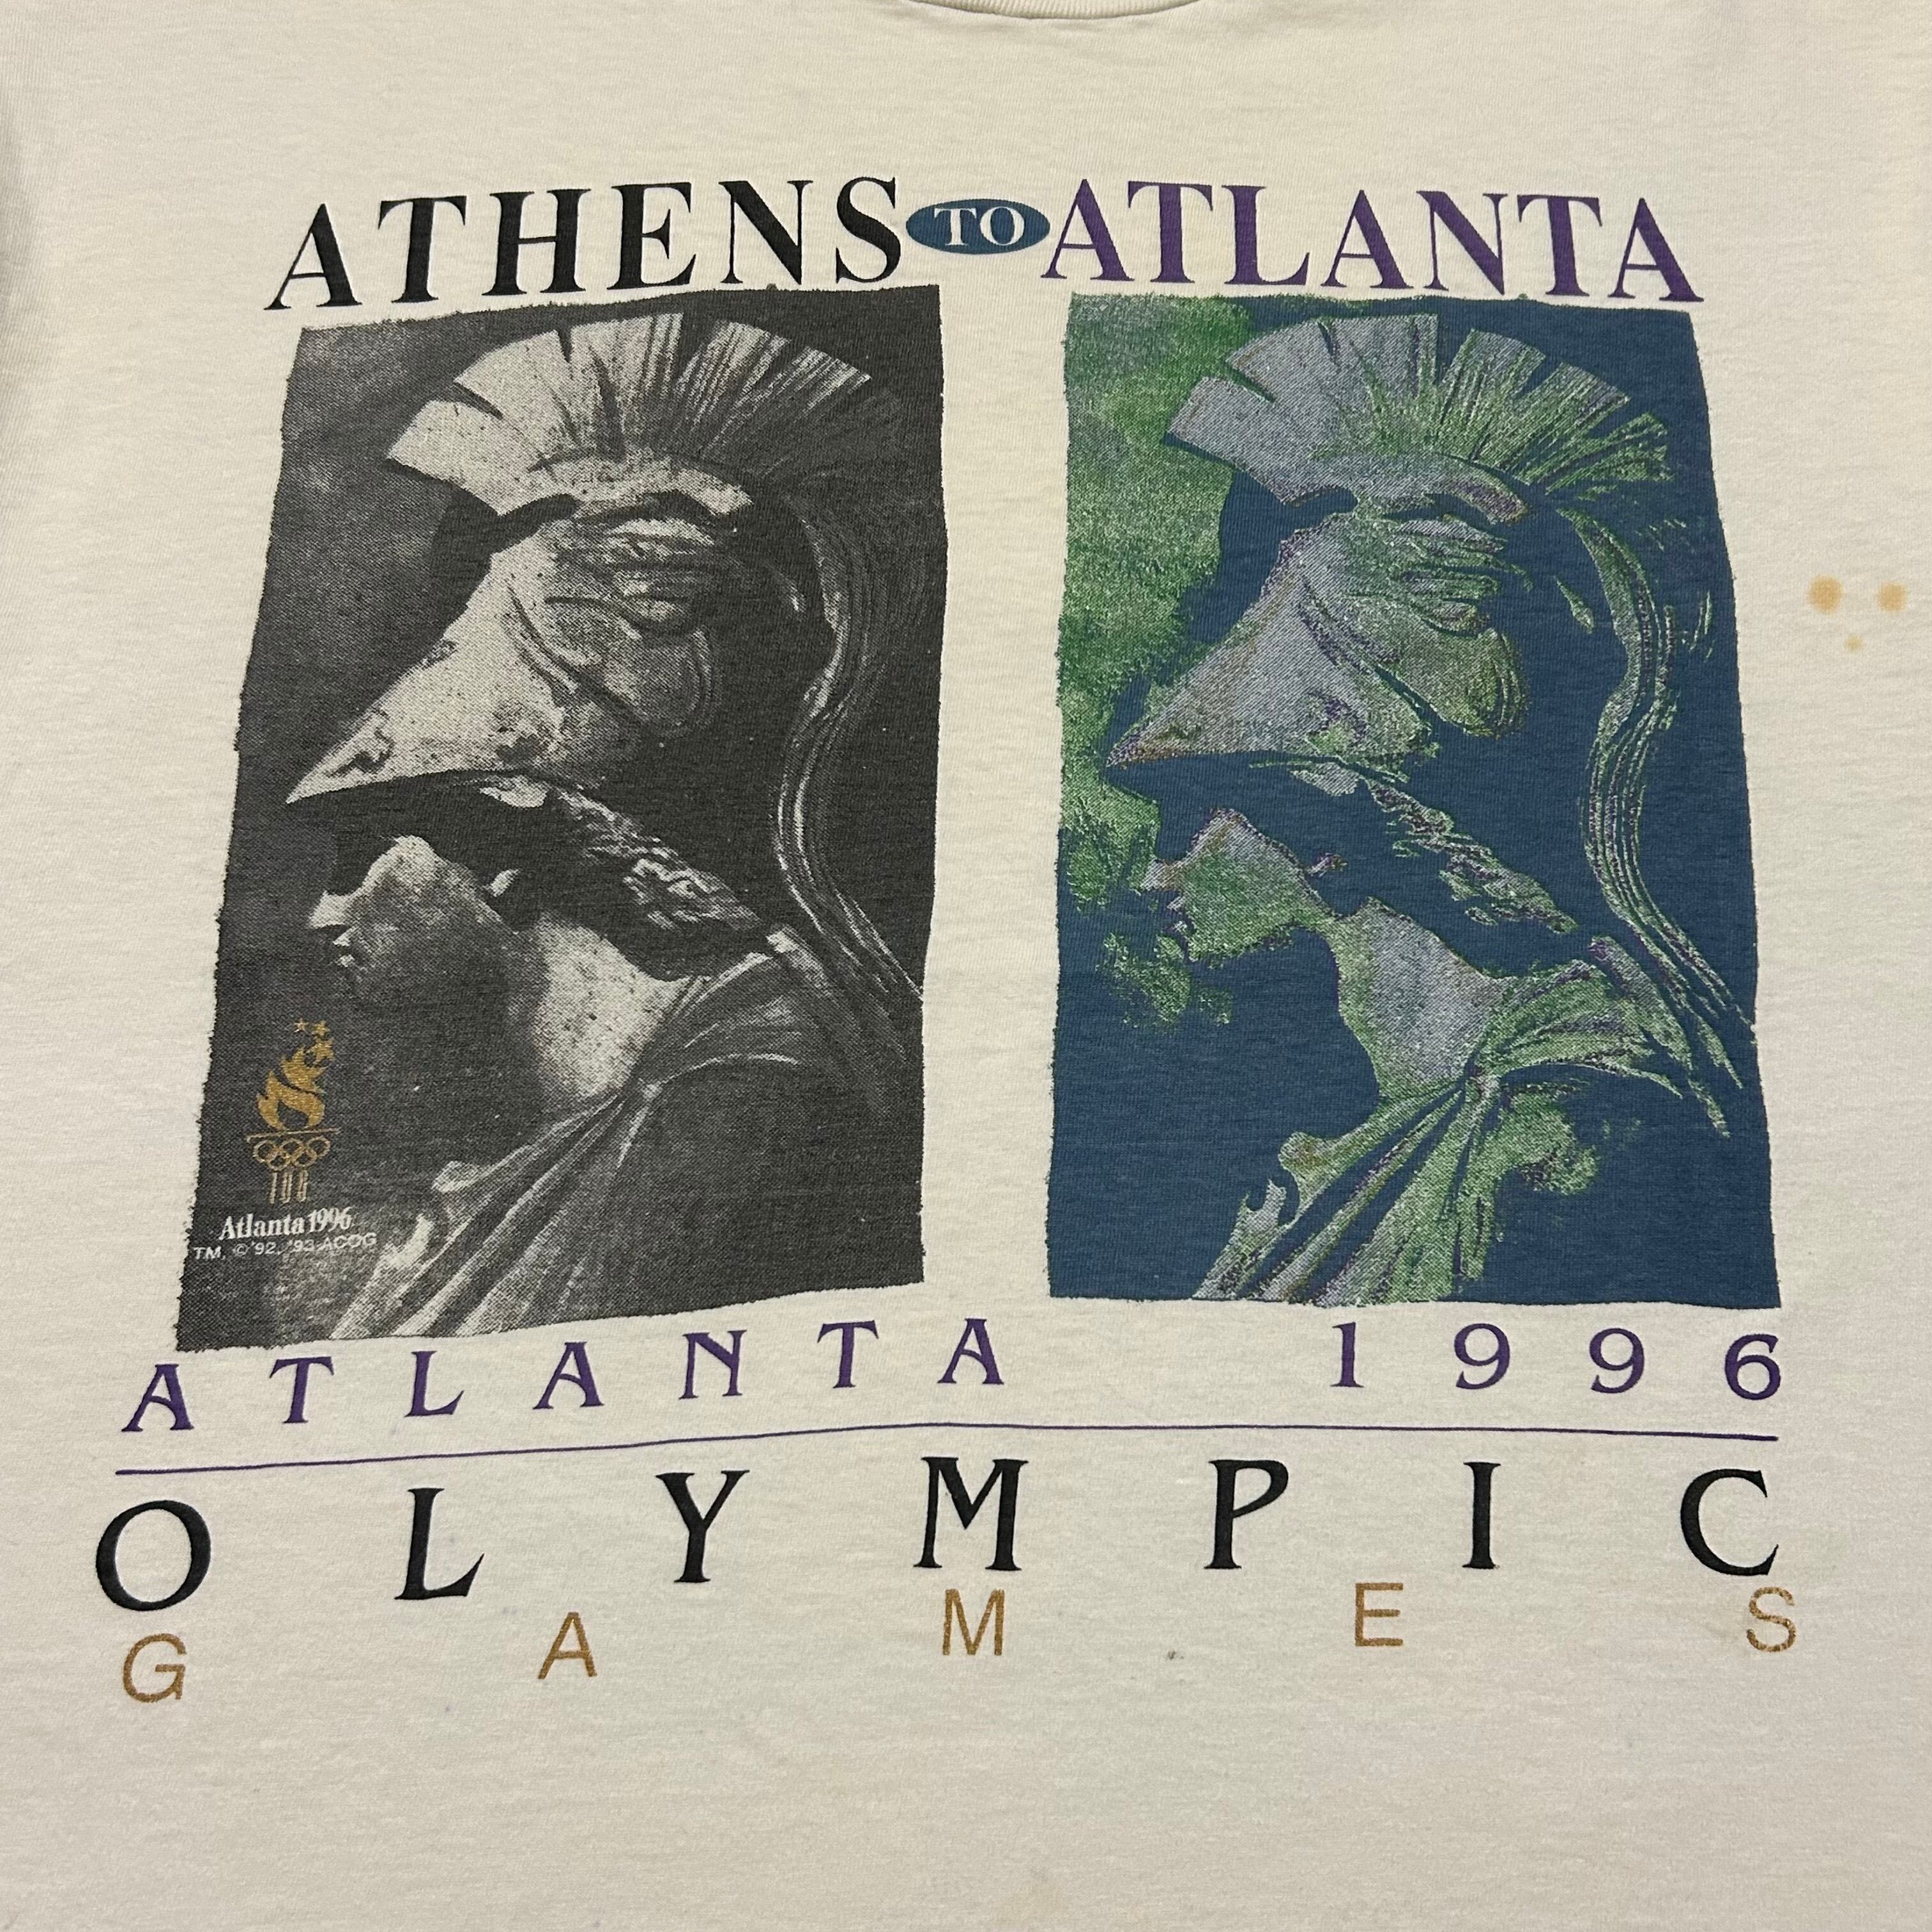 ATHENS TO ATLANTA
Atlanta 1996
TM, © '92, '93 ACOG
ATLANTA 1996
OLYMPIC
GAMES